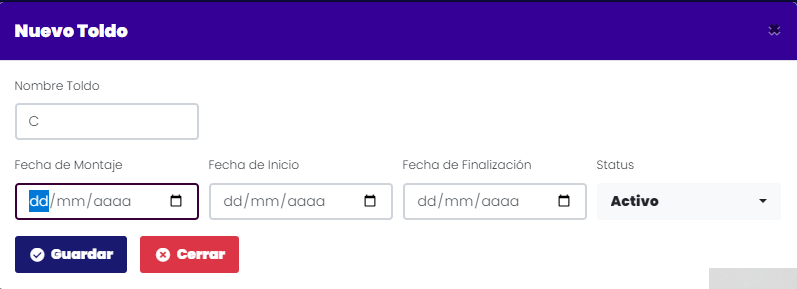 Nuevo Toldo
Nombre Toldo
C
Fecha de Montaje Fecha de Inicio Fecha de Finalización Status
dd/mm/aaaa dd/mm/aaaa dd/mm/aaaa Activo
Guardar Cerrar